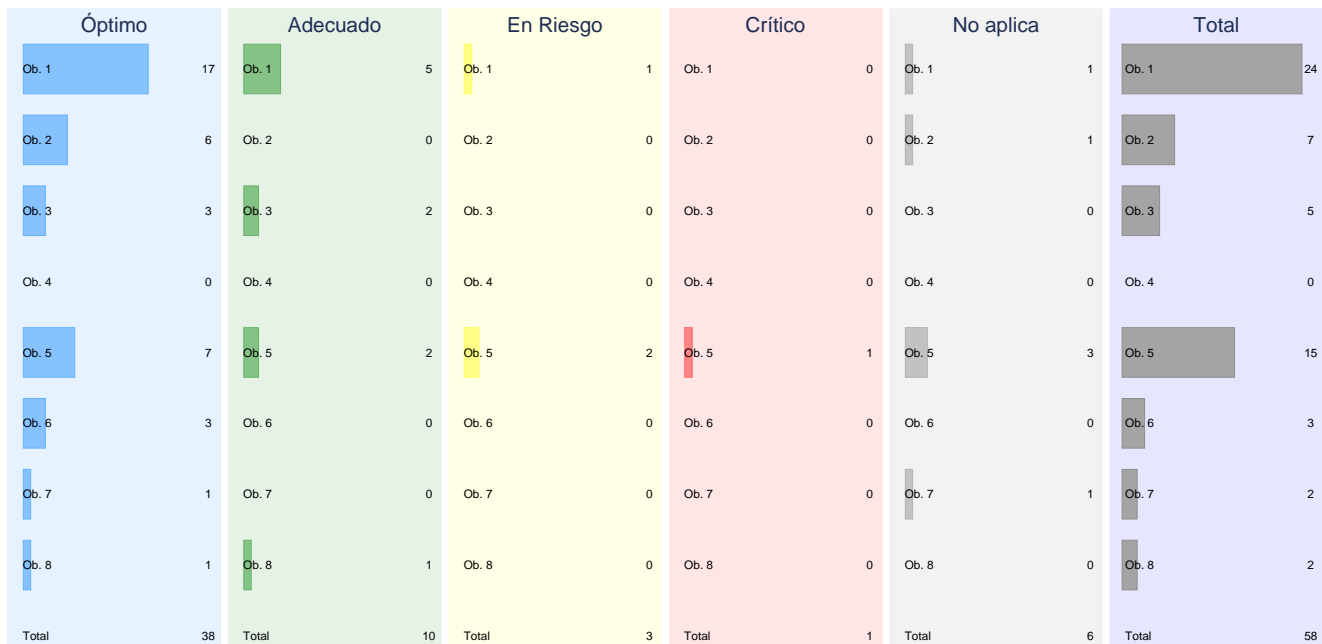 Óptimo Adecuado En Riesgo Crítico No aplica Total
Ob. 1 17 Ob. 1 5 Ob. 1 1 Ob. 1 0 Ob. 1 1 Ob. 1 24
Ob. 2 6 Ob. 2 0 Ob. 2 0 Ob. 2 0 Ob. 2 1 Ob. 2 7
Ob. 3 3 Ob. 3 2 Ob. 3 0 Ob. 3 0 Ob. 3 0 Ob. 3 5
Ob. 4 0 Ob. 4 0 Ob. 4 0 Ob. 4 0 Ob. 4 0 Ob. 4 0
Ob. 5 7 Ob. 5 2 Ob. 5 2 Ob. 5 1 Ob. 5 3 Ob. 5 15
Ob. 6 3 Ob. 6 0 Ob. 6 0 Ob. 6 0 Ob. 6 0 Ob. 6 3
Ob. 7 1 Ob. 7 0 Ob. 7 0 Ob. 7 0 Ob. 7 1 Ob. 7 2
Ob. 8 1 Ob. 8 1 Ob. 8 0 Ob. 8 0 Ob. 8 0 Ob. 8 2
Total 38 Total 10 Total 3 Total 1 Total 6 Total 58